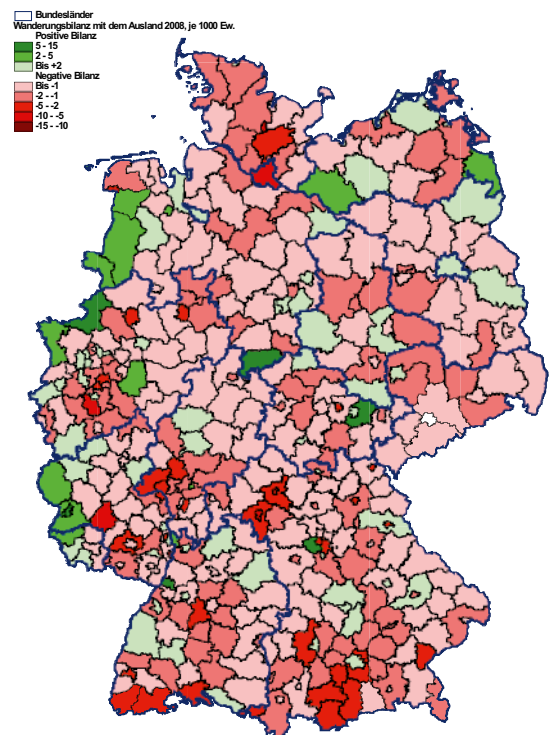 Bundesländer
Wanderungsbilanz mit dem Ausland 2008, je 1000 Ew.
Positive Bilanz
5 - 15
2 - 5
Bis +2
Negative Bilanz
Bis -1
-2 - -1
-5 - -2
-10 - -5
-15 - -10